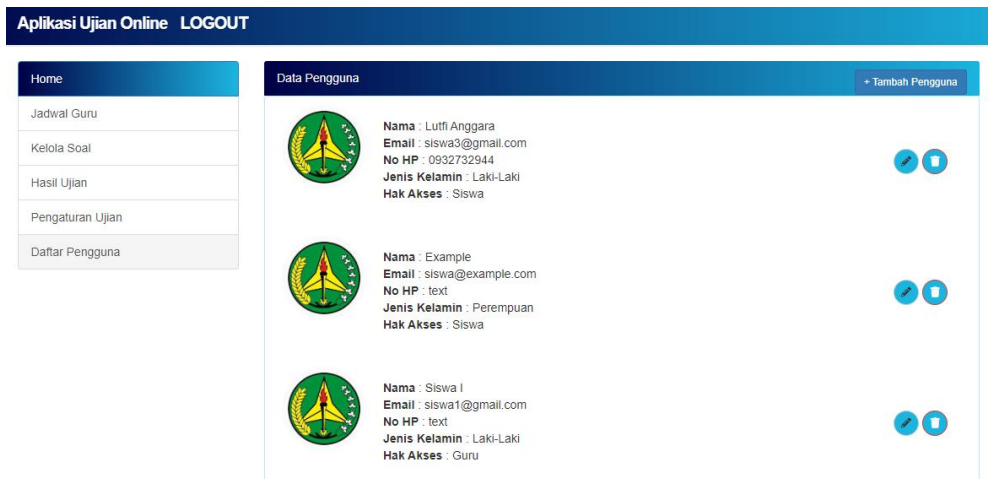 Aplikasi Ujian Online LOGOUT
Home
Jadwal Guru
Kelola Soal
Hasil Ujian
Pengaturan Ujian
Daftar Pengguna
Data Pengguna
+ Tambah Pengguna
Nama : Lutfi Anggara
Email : siswa3@gmail.com
No HP : 0932732944
Jenis Kelamin : Laki-Laki
Hak Akses : Siswa
Nama : Example
Email : siswa@example.com
No HP : text
Jenis Kelamin : Perempuan
Hak Akses : Siswa
Nama : Siswa I
Email : siswa1@gmail.com
No HP : text
Jenis Kelamin : Laki-Laki
Hak Akses : Guru